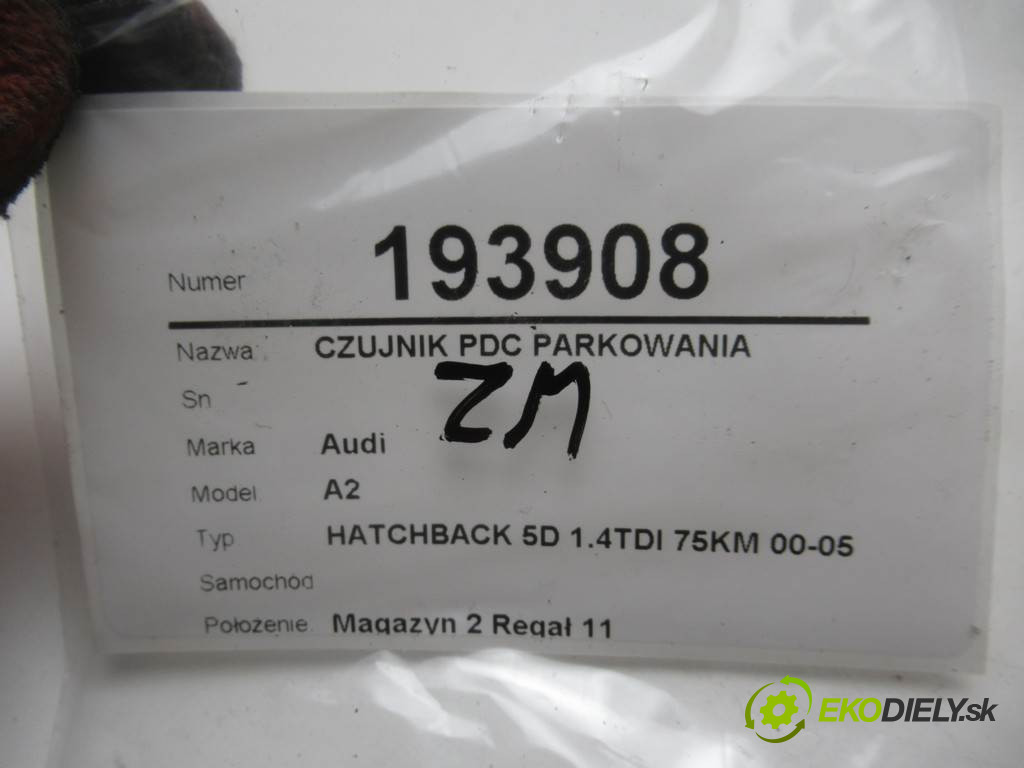 Numer 193908
Nazwa: CZUJNIK PDC PARKOWANIA
ZM
Sn
Marka Audi
Model A2
Typ HATCHBACK 5D 1.4TDI 75KM 00-05
Samochód
Położenie Magazyn 2 Regał 11
EKODIELY.sk